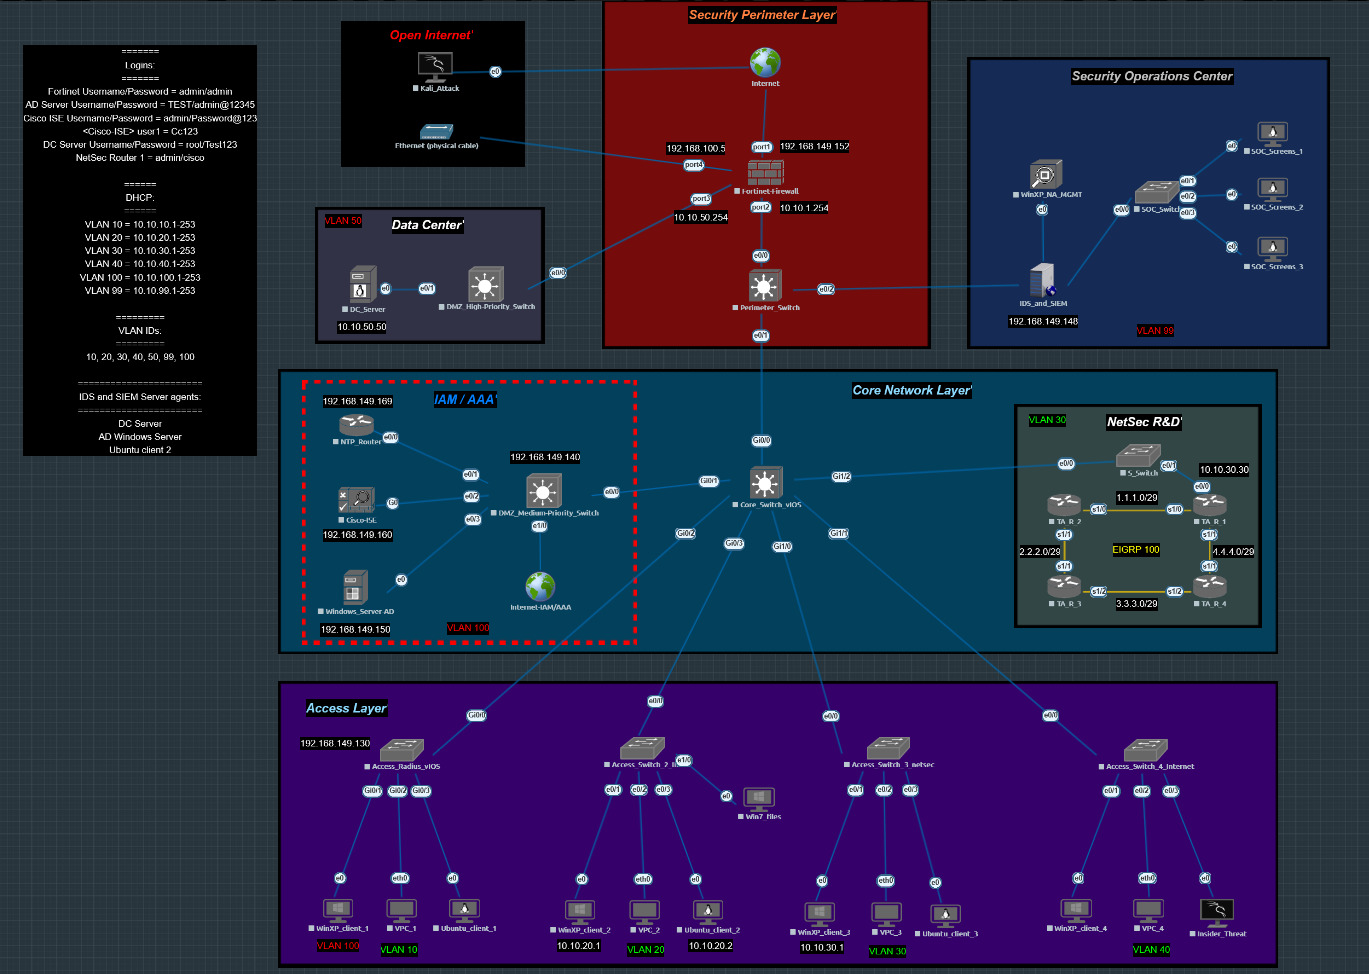 =======
Logins:
=======
Fortinet Username/Password = admin/admin
AD Server Username/Password = TEST/admin@12345
Cisco ISE Username/Password = admin/Password@123
<Cisco-ISE> user1 = Cc123
DC Server Username/Password = root/Test123
NetSec Router 1 = admin/cisco
======
DHCP:
------
VLAN 10 = 10.10.10.1-253
VLAN 20 = 10.10.20.1-253
VLAN 30 = 10.10.30.1-253
VLAN 40 = 10.10.40.1-253
VLAN 100 = 10.10.100.1-253
VLAN 99 = 10.10.99.1-253
=========
VLAN IDs:
---------
10, 20, 30, 40, 50, 99, 100
=======================
IDS and SIEM Server agents:
=======================
DC Server
AD Windows Server
Ubuntu client 2
Open Internet'
Kali_Attack
e0
Ethernet (physical cable)
Security Perimeter Layer'
Internet
port1
192.168.149.152
192.168.100.5
port4
Fortinet-Firewall
port3
10.10.50.254
port2
10.10.1.254
e0/0
Perimeter_Switch
e0/2
e0/1
VLAN 50
Data Center'
e0/0
e0
e0/1
DC_Server
DMZ_High-Priority_Switch
10.10.50.50
Security Operations Center
WinXP_NA_MGMT
e0
e0/0
SOC_Switch
e0/1
e0/2
e0/3
e0
SOC_Screens_1
e0
SOC_Screens_2
e0
SOC_Screens_3
IDS_and_SIEM
192.168.149.148
VLAN 99
Core Network Layer'
IAM / AAA'
192.168.149.169
NTP_Router
e0/0
192.168.149.140
e0/1
e0/2
e0/3
G0
Cisco-ISE
192.168.149.160
DMZ_Medium-Priority_Switch
e0/0
e1/0
e0
Windows_Server AD
192.168.149.150
Internet-IAM/AAA
VLAN 100
Gi0/0
Gi0/1
Core_Switch_vIOS
Gi1/2
Gi0/2
Gi0/3
Gi1/0
Gi1/1
VLAN 30
NetSec R&D'
e0/0
S_Switch
e0/1
10.10.30.30
e0/0
1.1.1.0/29
TA_R_2
s1/0
s1/0
TA_R_1
s1/1
s1/1
2.2.2.0/29
EIGRP 100
4.4.4.0/29
s1/1
s1/1
TA_R_3
s1/2
s1/2
TA_R_4
3.3.3.0/29
Access Layer
192.168.149.130
Gi0/0
Access_Radius_vIOS
Gi0/1
Gi0/2
Gi0/3
e0
eth0
e0
WinXP_client_1
VPC_1
Ubuntu_client_1
VLAN 100
VLAN 10
e0/0
Access_Switch_2
e1/0
e0
Win7_files
e0/1
e0/2
e0/3
e0
eth0
e0
WinXP_client_2
VPC_2
Ubuntu_client_2
10.10.20.1
VLAN 20
10.10.20.2
e0/0
Access_Switch_3_netsec
e0/1
e0/2
e0/3
e0
eth0
e0
WinXP_client_3
VPC_3
Ubuntu_client_3
10.10.30.1
VLAN 30
e0/0
Access_Switch_4_Internet
e0/1
e0/2
e0/3
e0
eth0
e0
WinXP_client_4
VPC_4
Insider_Threat
VLAN 40